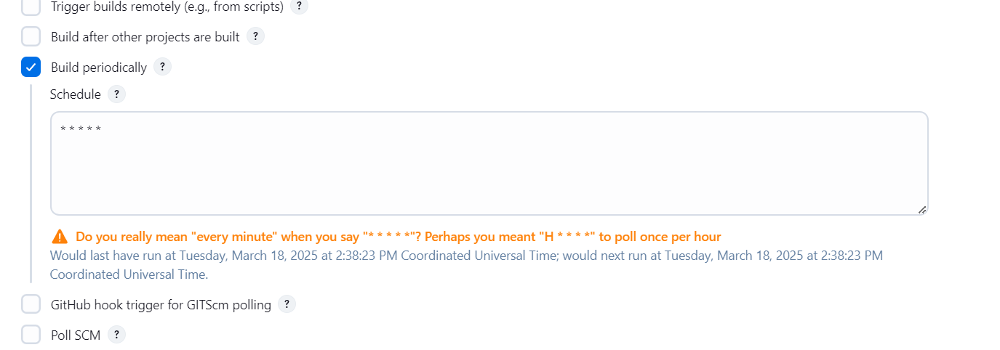 Trigger builds remotely (e.g., from scripts) ?
Build after other projects are built ?
Build periodically ?
Schedule ?
* * * * *
Do you really mean "every minute" when you say "* * * * *"? Perhaps you meant "H * * * *" to poll once per hour
Would last have run at Tuesday, March 18, 2025 at 2:38:23 PM Coordinated Universal Time; would next run at Tuesday, March 18, 2025 at 2:38:23 PM
Coordinated Universal Time.
GitHub hook trigger for GITScm polling ?
Poll SCM ?